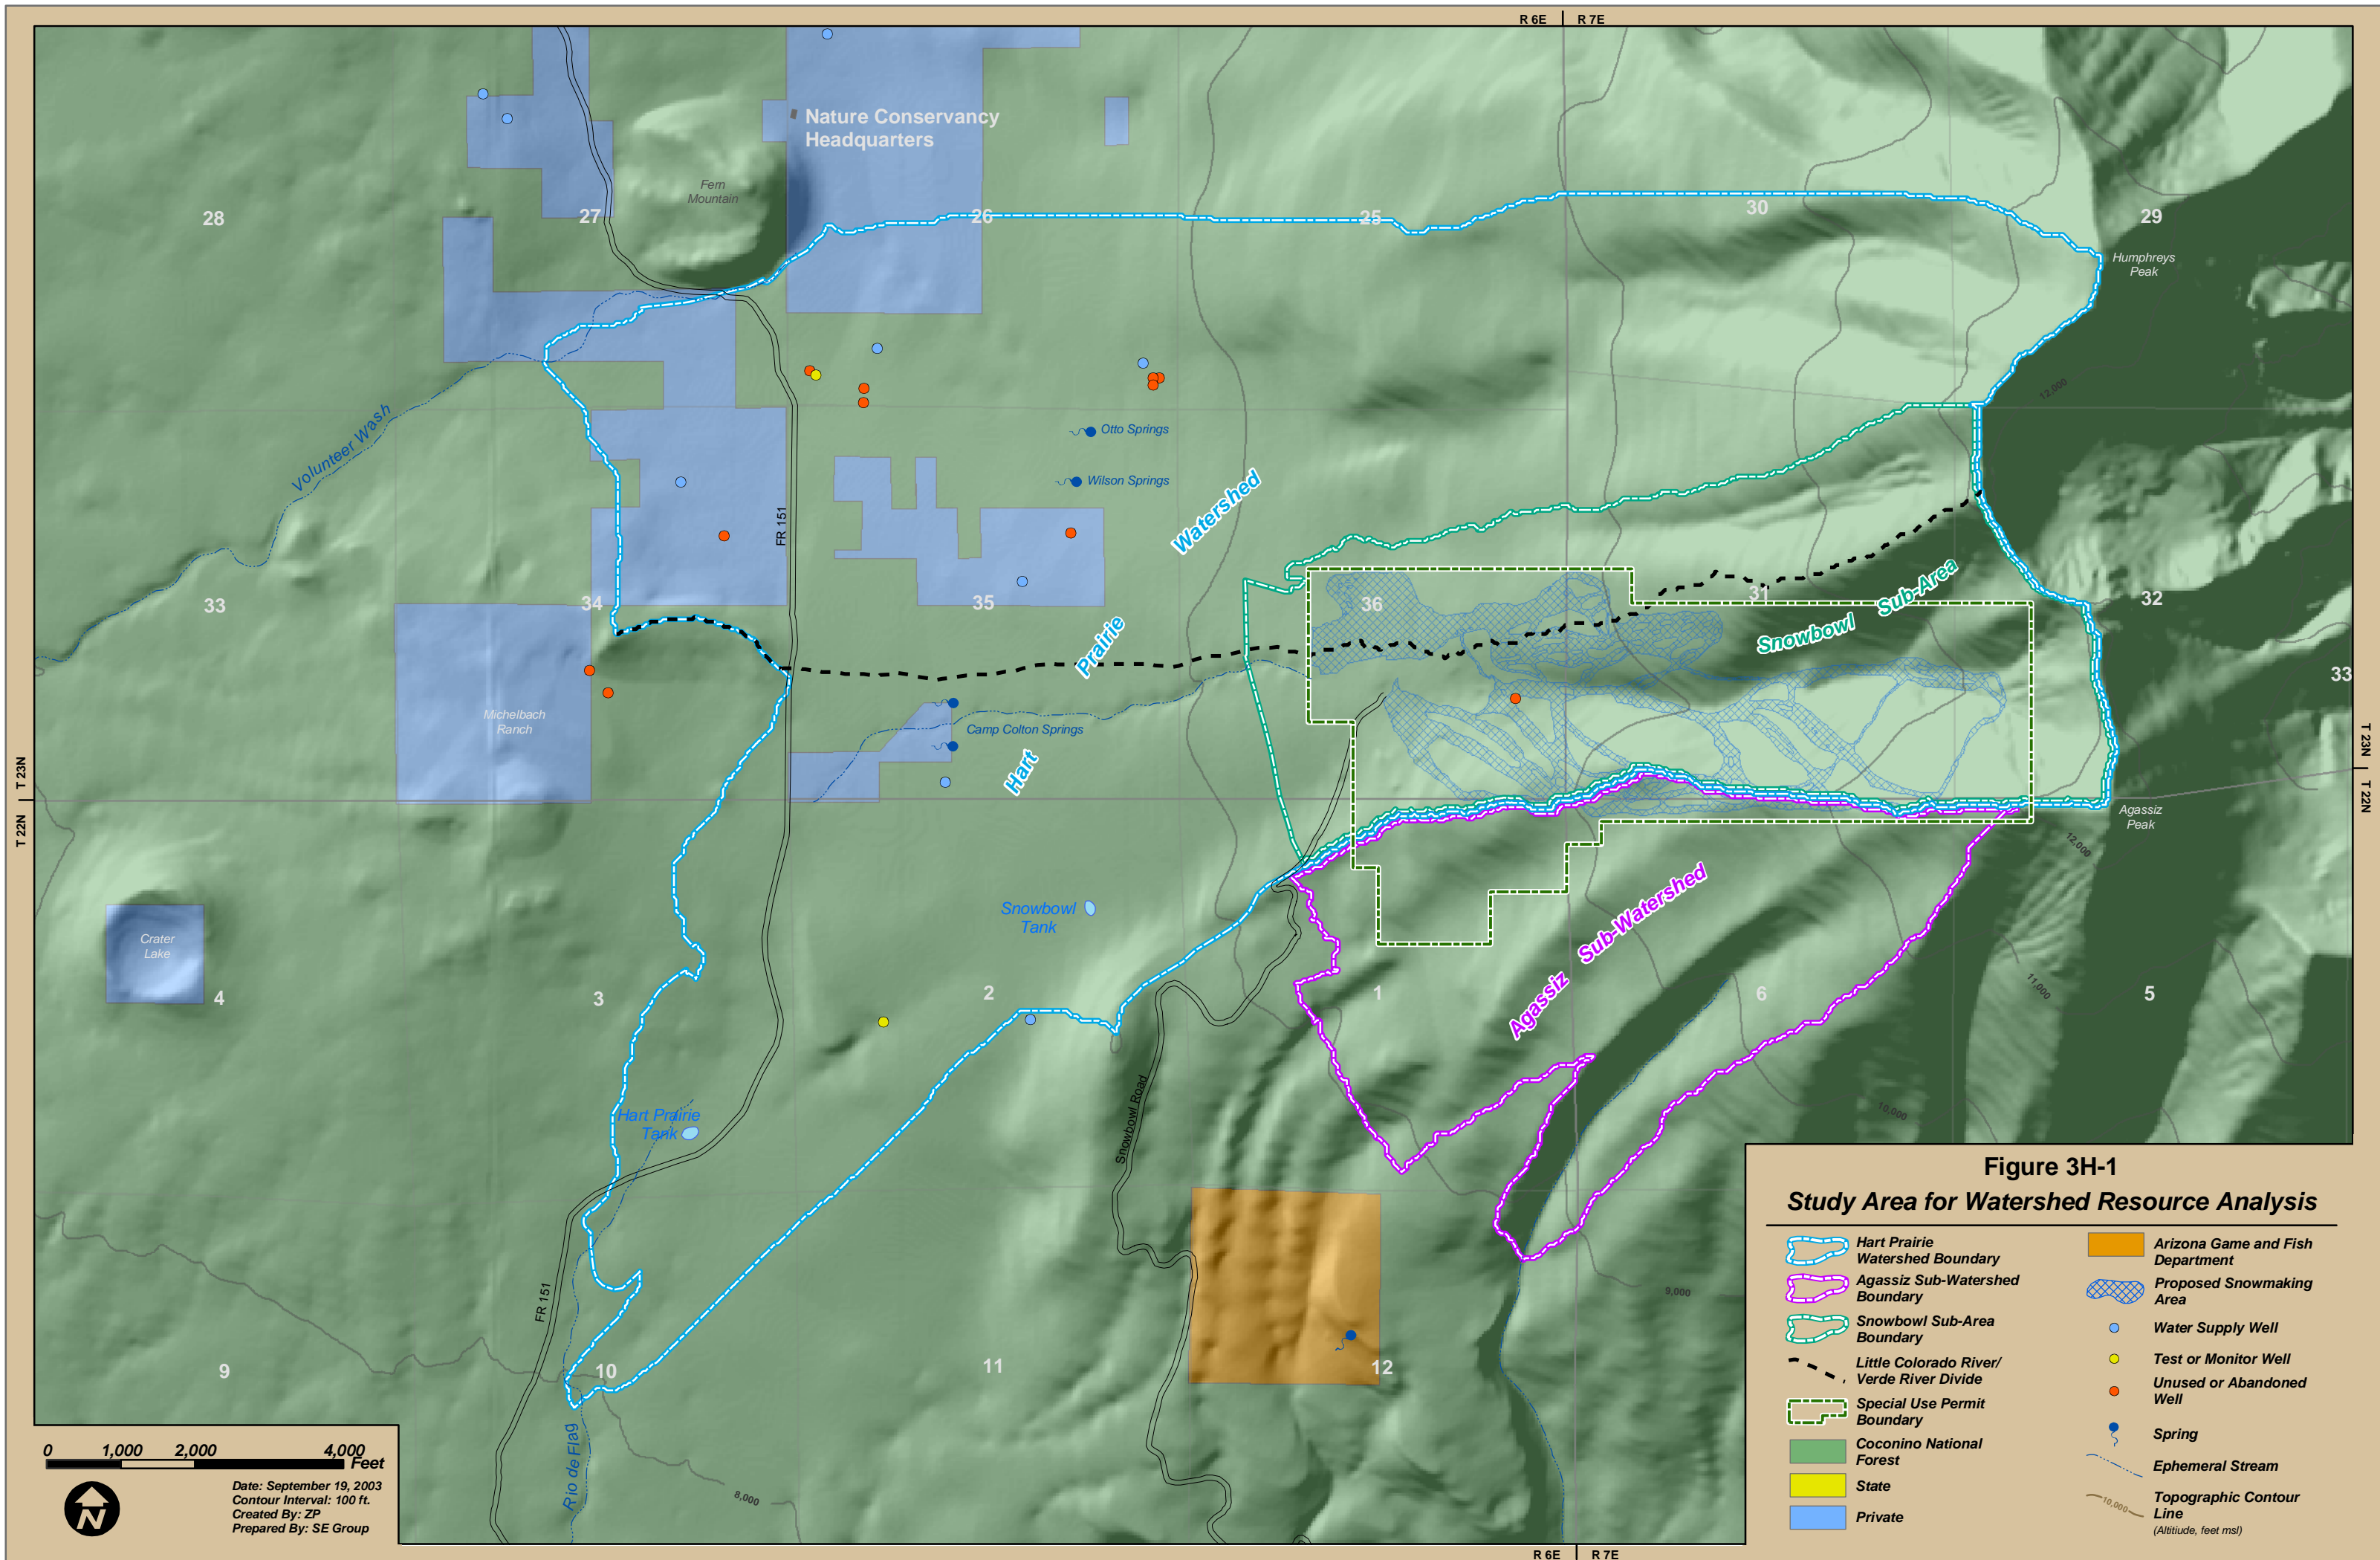 R 6E
R 7E
Nature Conservancy
Headquarters
Fern
Mountain
28
27
26
25
30
29
Humphreys
Peak
12,000
Volunteer Wash
Otto Springs
Wilson Springs
Watershed
FR 151
Prairie
Hart
Snowbowl
Sub-Area
33
34
35
36
31
32
33
Michelbach
Ranch
Camp Colton Springs
T 23N
T 22N
T 23N
T 22N
Agassiz
Peak
12,000
Crater
Lake
Snowbowl
Tank
Agassiz
Sub-Watershed
4
3
2
1
6
5
11,000
10,000
Hart Prairie
Tank
Snowbowl Road
FR 151
9,000
9
10
11
12
Rio de Flag
8,000
0
1,000
2,000
4,000
Feet
N
Date: September 19, 2003
Contour Interval: 100 ft.
Created By: ZP
Prepared By: SE Group
Figure 3H-1
Study Area for Watershed Resource Analysis
Hart Prairie
Watershed Boundary
Agassiz Sub-Watershed
Boundary
Snowbowl Sub-Area
Boundary
Little Colorado River/
Verde River Divide
Special Use Permit
Boundary
Coconino National
Forest
State
Private
Arizona Game and Fish
Department
Proposed Snowmaking
Area
Water Supply Well
Test or Monitor Well
Unused or Abandoned
Well
Spring
Ephemeral Stream
10,000
Topographic Contour
Line
(Altitiude, feet msl)
R 6E
R 7E